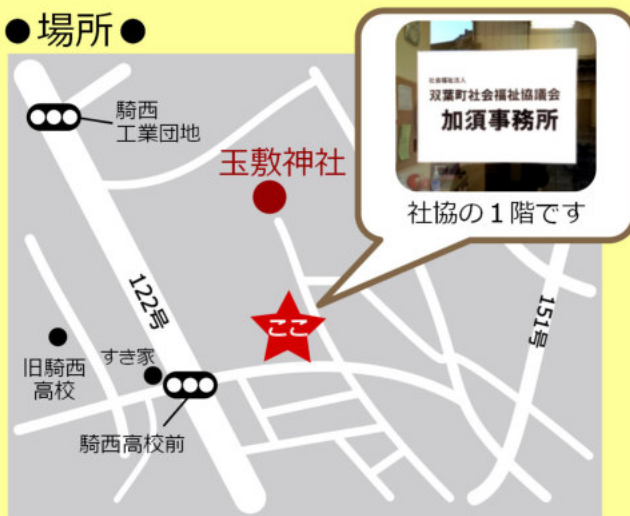 ●場所●
社会福祉法人
双葉町社会福祉協議会
加須事務所
社協の1階です
騎西
工業団地
玉敷神社
122号
151号
ここ
旧騎西
高校
すき家
騎西高校前